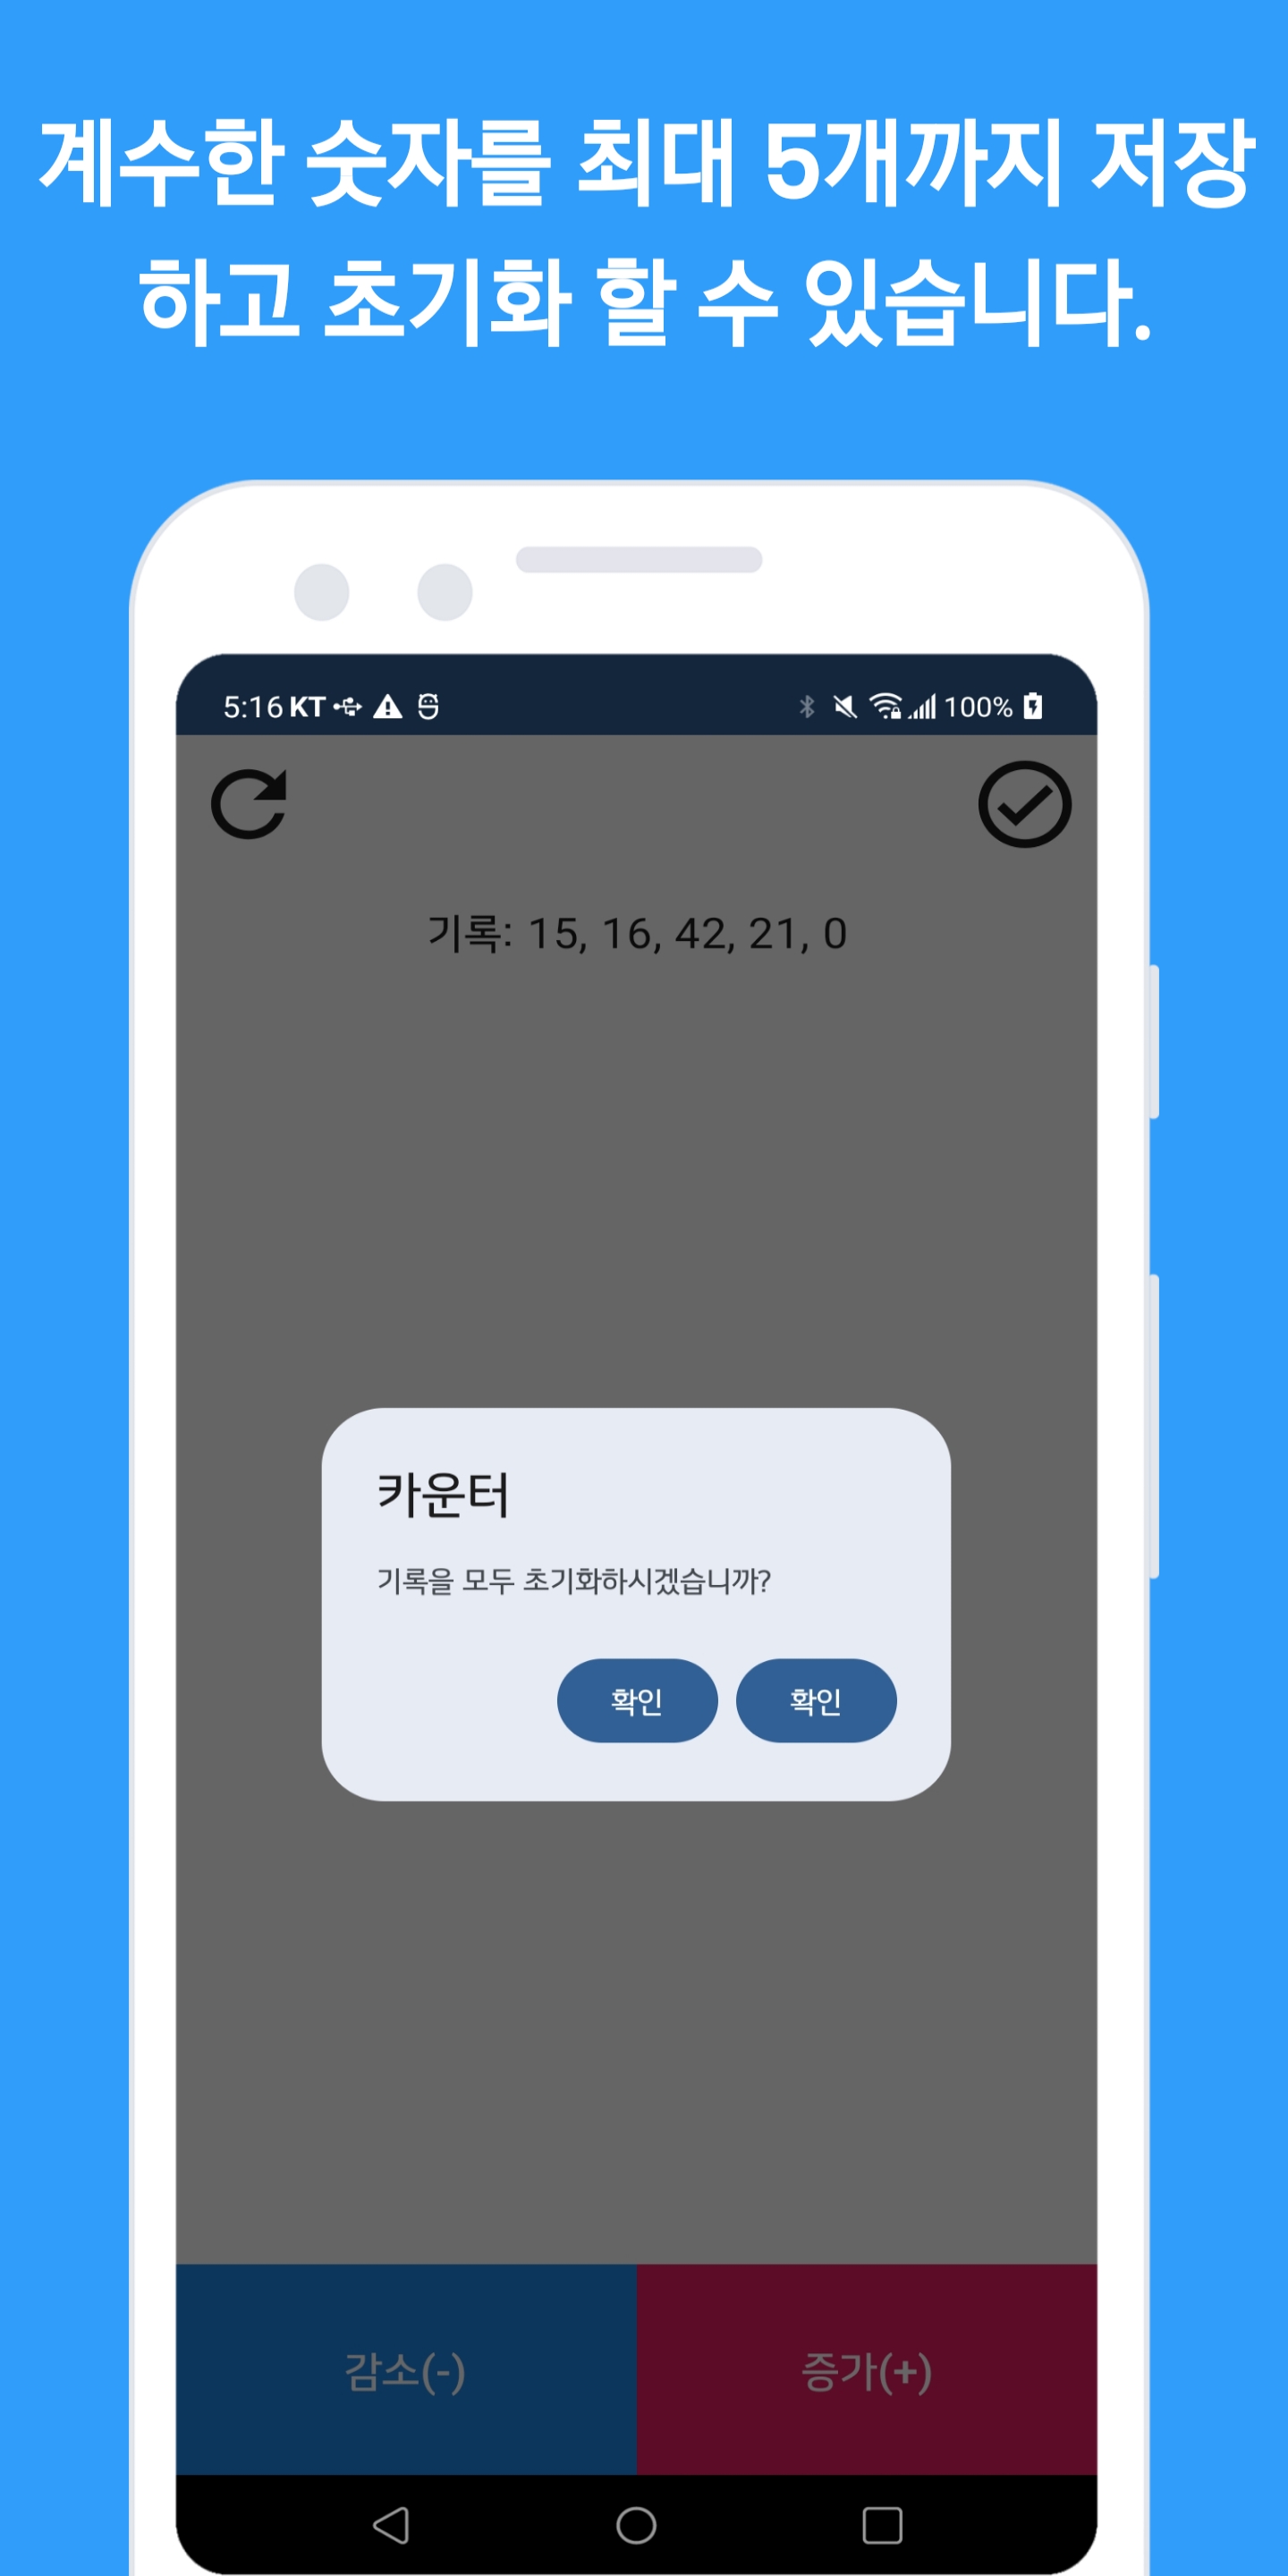 계수한 숫자를 최대 5개까지 저장
하고 초기화 할 수 있습니다.
5:16 KT 100%
기록: 15, 16, 42, 21, 0
카운터
기록을 모두 초기화하시겠습니까?
확인 확인
감소(-) 증가(+)